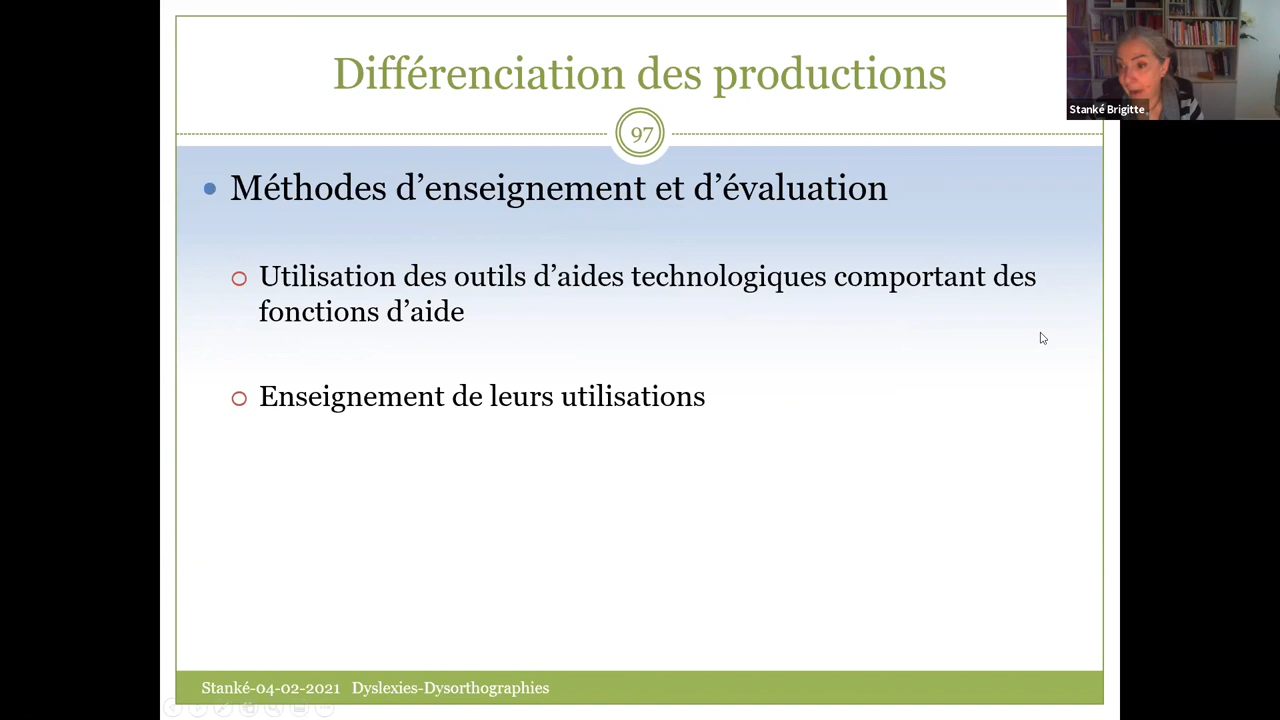 Différenciation des productions
Stanké Brigitte
97
Méthodes d’enseignement et d’évaluation
Utilisation des outils d’aides technologiques comportant des
fonctions d’aide
Enseignement de leurs utilisations
Stanké-04-02-2021 Dyslexies-Dysorthographies